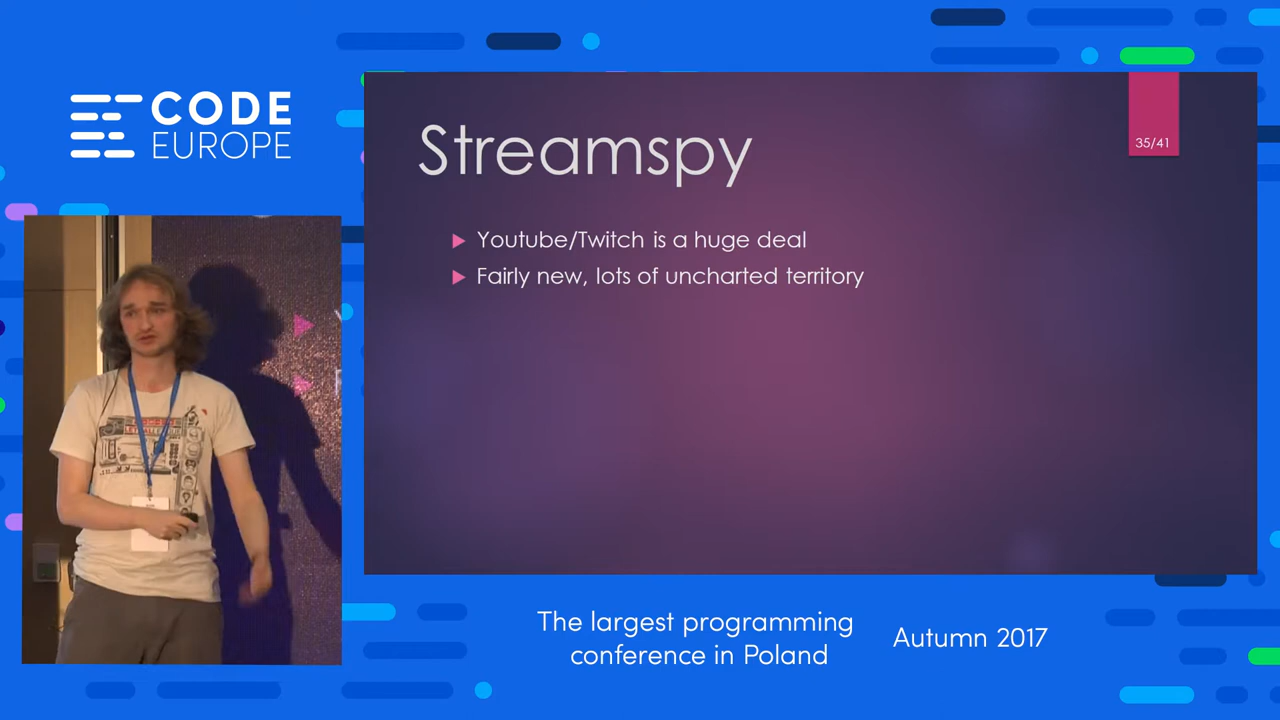 CODE
EUROPE
Streamspy
35/41
Youtube/Twitch is a huge deal
Fairly new, lots of uncharted territory
The largest programming
conference in Poland
Autumn 2017